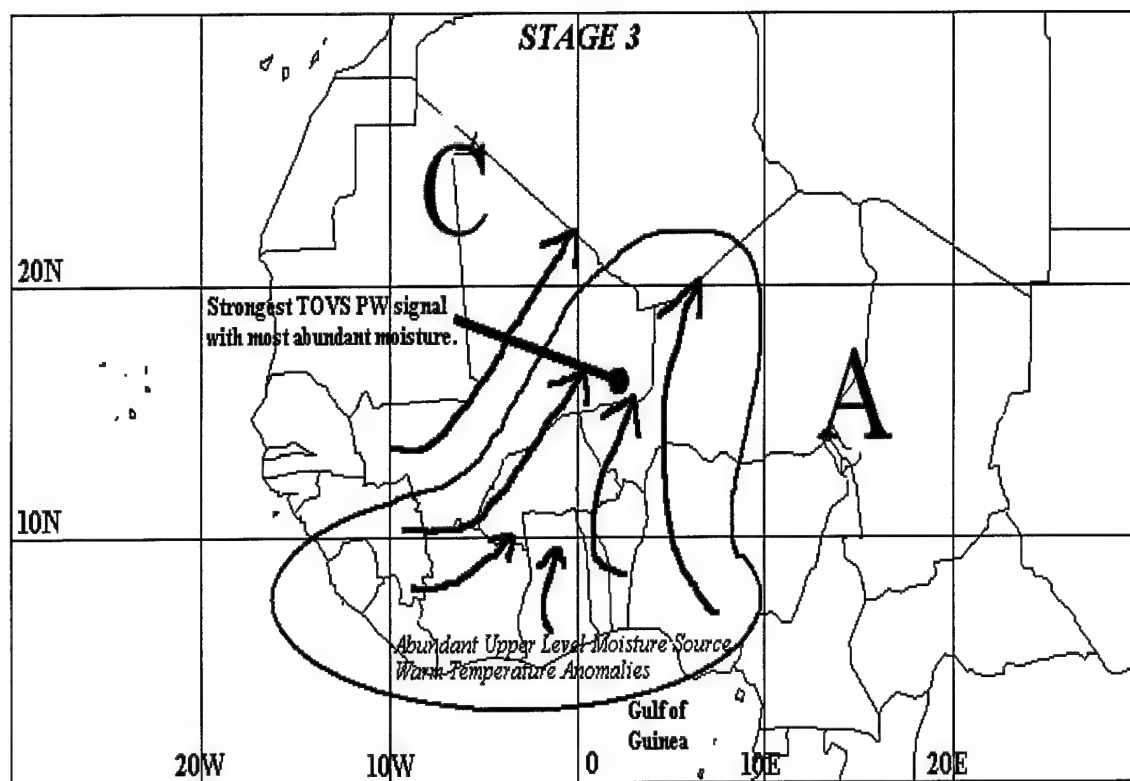 STAGE 3
C
20N
Strongest TOVS PW signal
with most abundant moisture.
A
10N
Abundant Upper Level Moisture Source
Warm Temperature Anomalies
Gulf of
Guinea
20W 10W 0 10E 20E